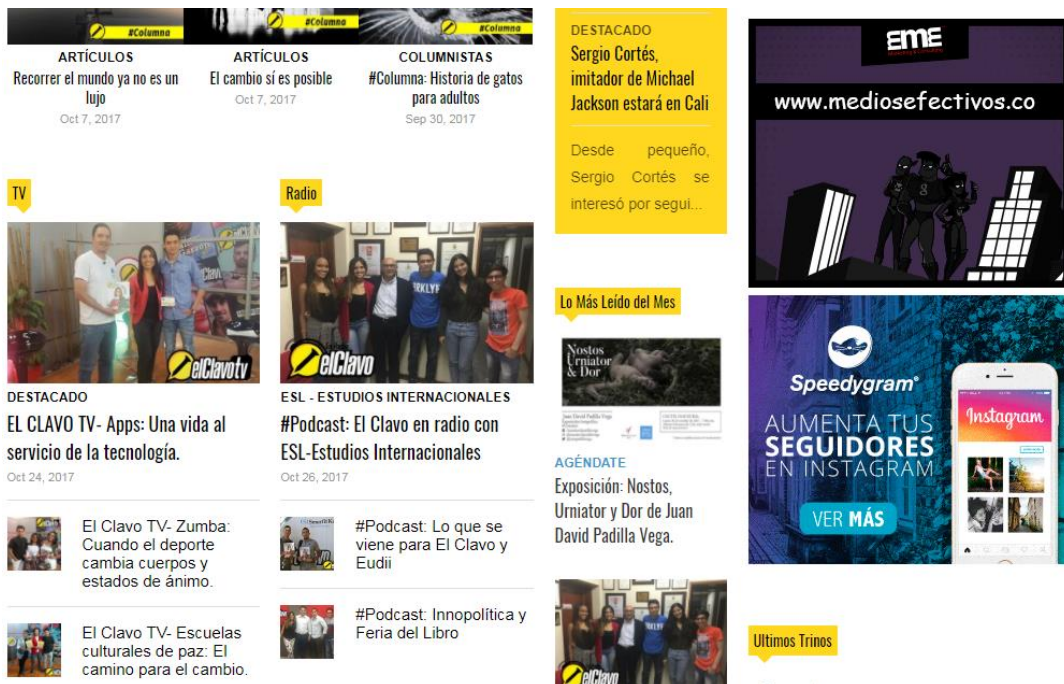 #Columna
#Columna
#Columna
ARTÍCULOS
Recorrer el mundo ya no es un
lujo
Oct 7, 2017
ARTÍCULOS
El cambio sí es posible
Oct 7, 2017
COLUMNISTAS
#Columna: Historia de gatos
para adultos
Sep 30, 2017
TV
elClavotv
DESTACADO
EL CLAVO TV- Apps: Una vida al
servicio de la tecnología.
Oct 24, 2017
El Clavo TV- Zumba:
Cuando el deporte
cambia cuerpos y
estados de ánimo.
El Clavo TV- Escuelas
culturales de paz: El
camino para el cambio.
Radio
elClavo
ESL - ESTUDIOS INTERNACIONALES
#Podcast: El Clavo en radio con
ESL-Estudios Internacionales
Oct 26, 2017
#Podcast: Lo que se
viene para El Clavo y
Eudii
#Podcast: Innopolítica y
Feria del Libro
DESTACADO
Sergio Cortés,
imitador de Michael
Jackson estará en Cali
Desde pequeño,
Sergio Cortés se
interesó por segui...
Lo Más Leído del Mes
Nostos
Urniator
& Dor
Juan David Padilla Vega
AGÉNDATE
Exposición: Nostos,
Urniator y Dor de Juan
David Padilla Vega.
elClavo
EME
www.mediosefectivos.co
Speedygram®
AUMENTA TUS
SEGUIDORES
EN INSTAGRAM
VER MÁS
Instagram
Ultimos Trinos